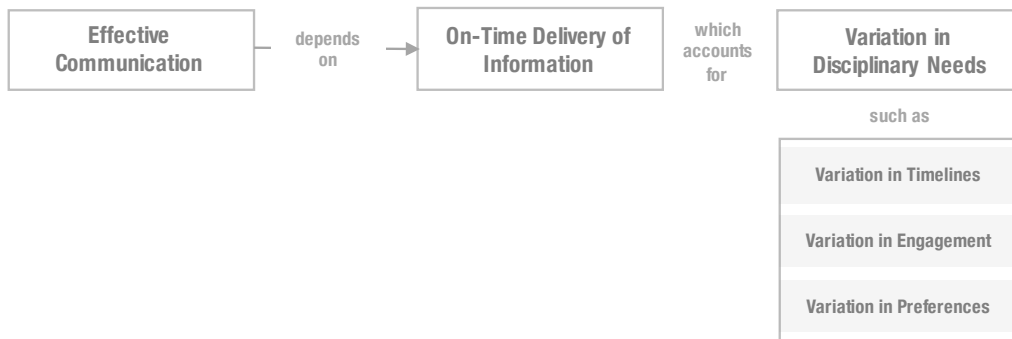 Effective
Communication
depends
on
On-Time Delivery of
Information
which
accounts
for
Variation in
Disciplinary Needs
such as
Variation in Timelines
Variation in Engagement
Variation in Preferences